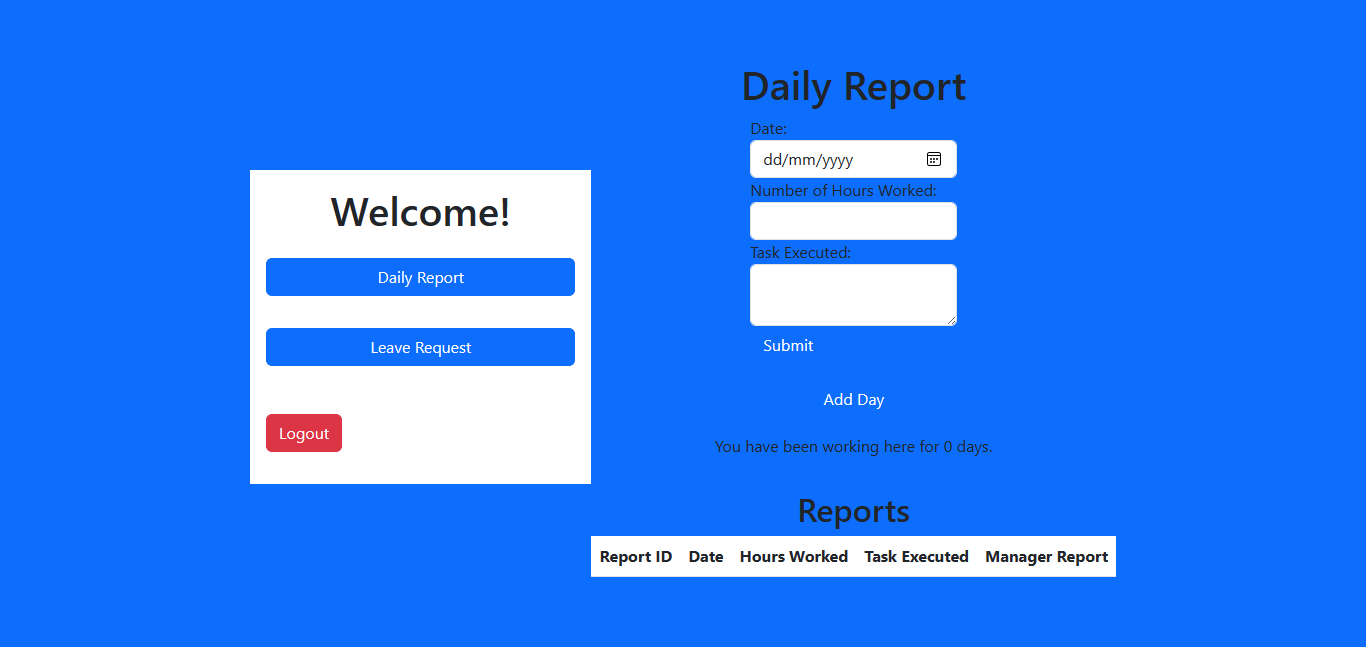 Welcome!
Daily Report
Leave Request
Logout
Daily Report
Date:
dd/mm/yyyy
Number of Hours Worked:
Task Executed:
Submit
Add Day
You have been working here for 0 days.
Reports
Report ID Date Hours Worked Task Executed Manager Report